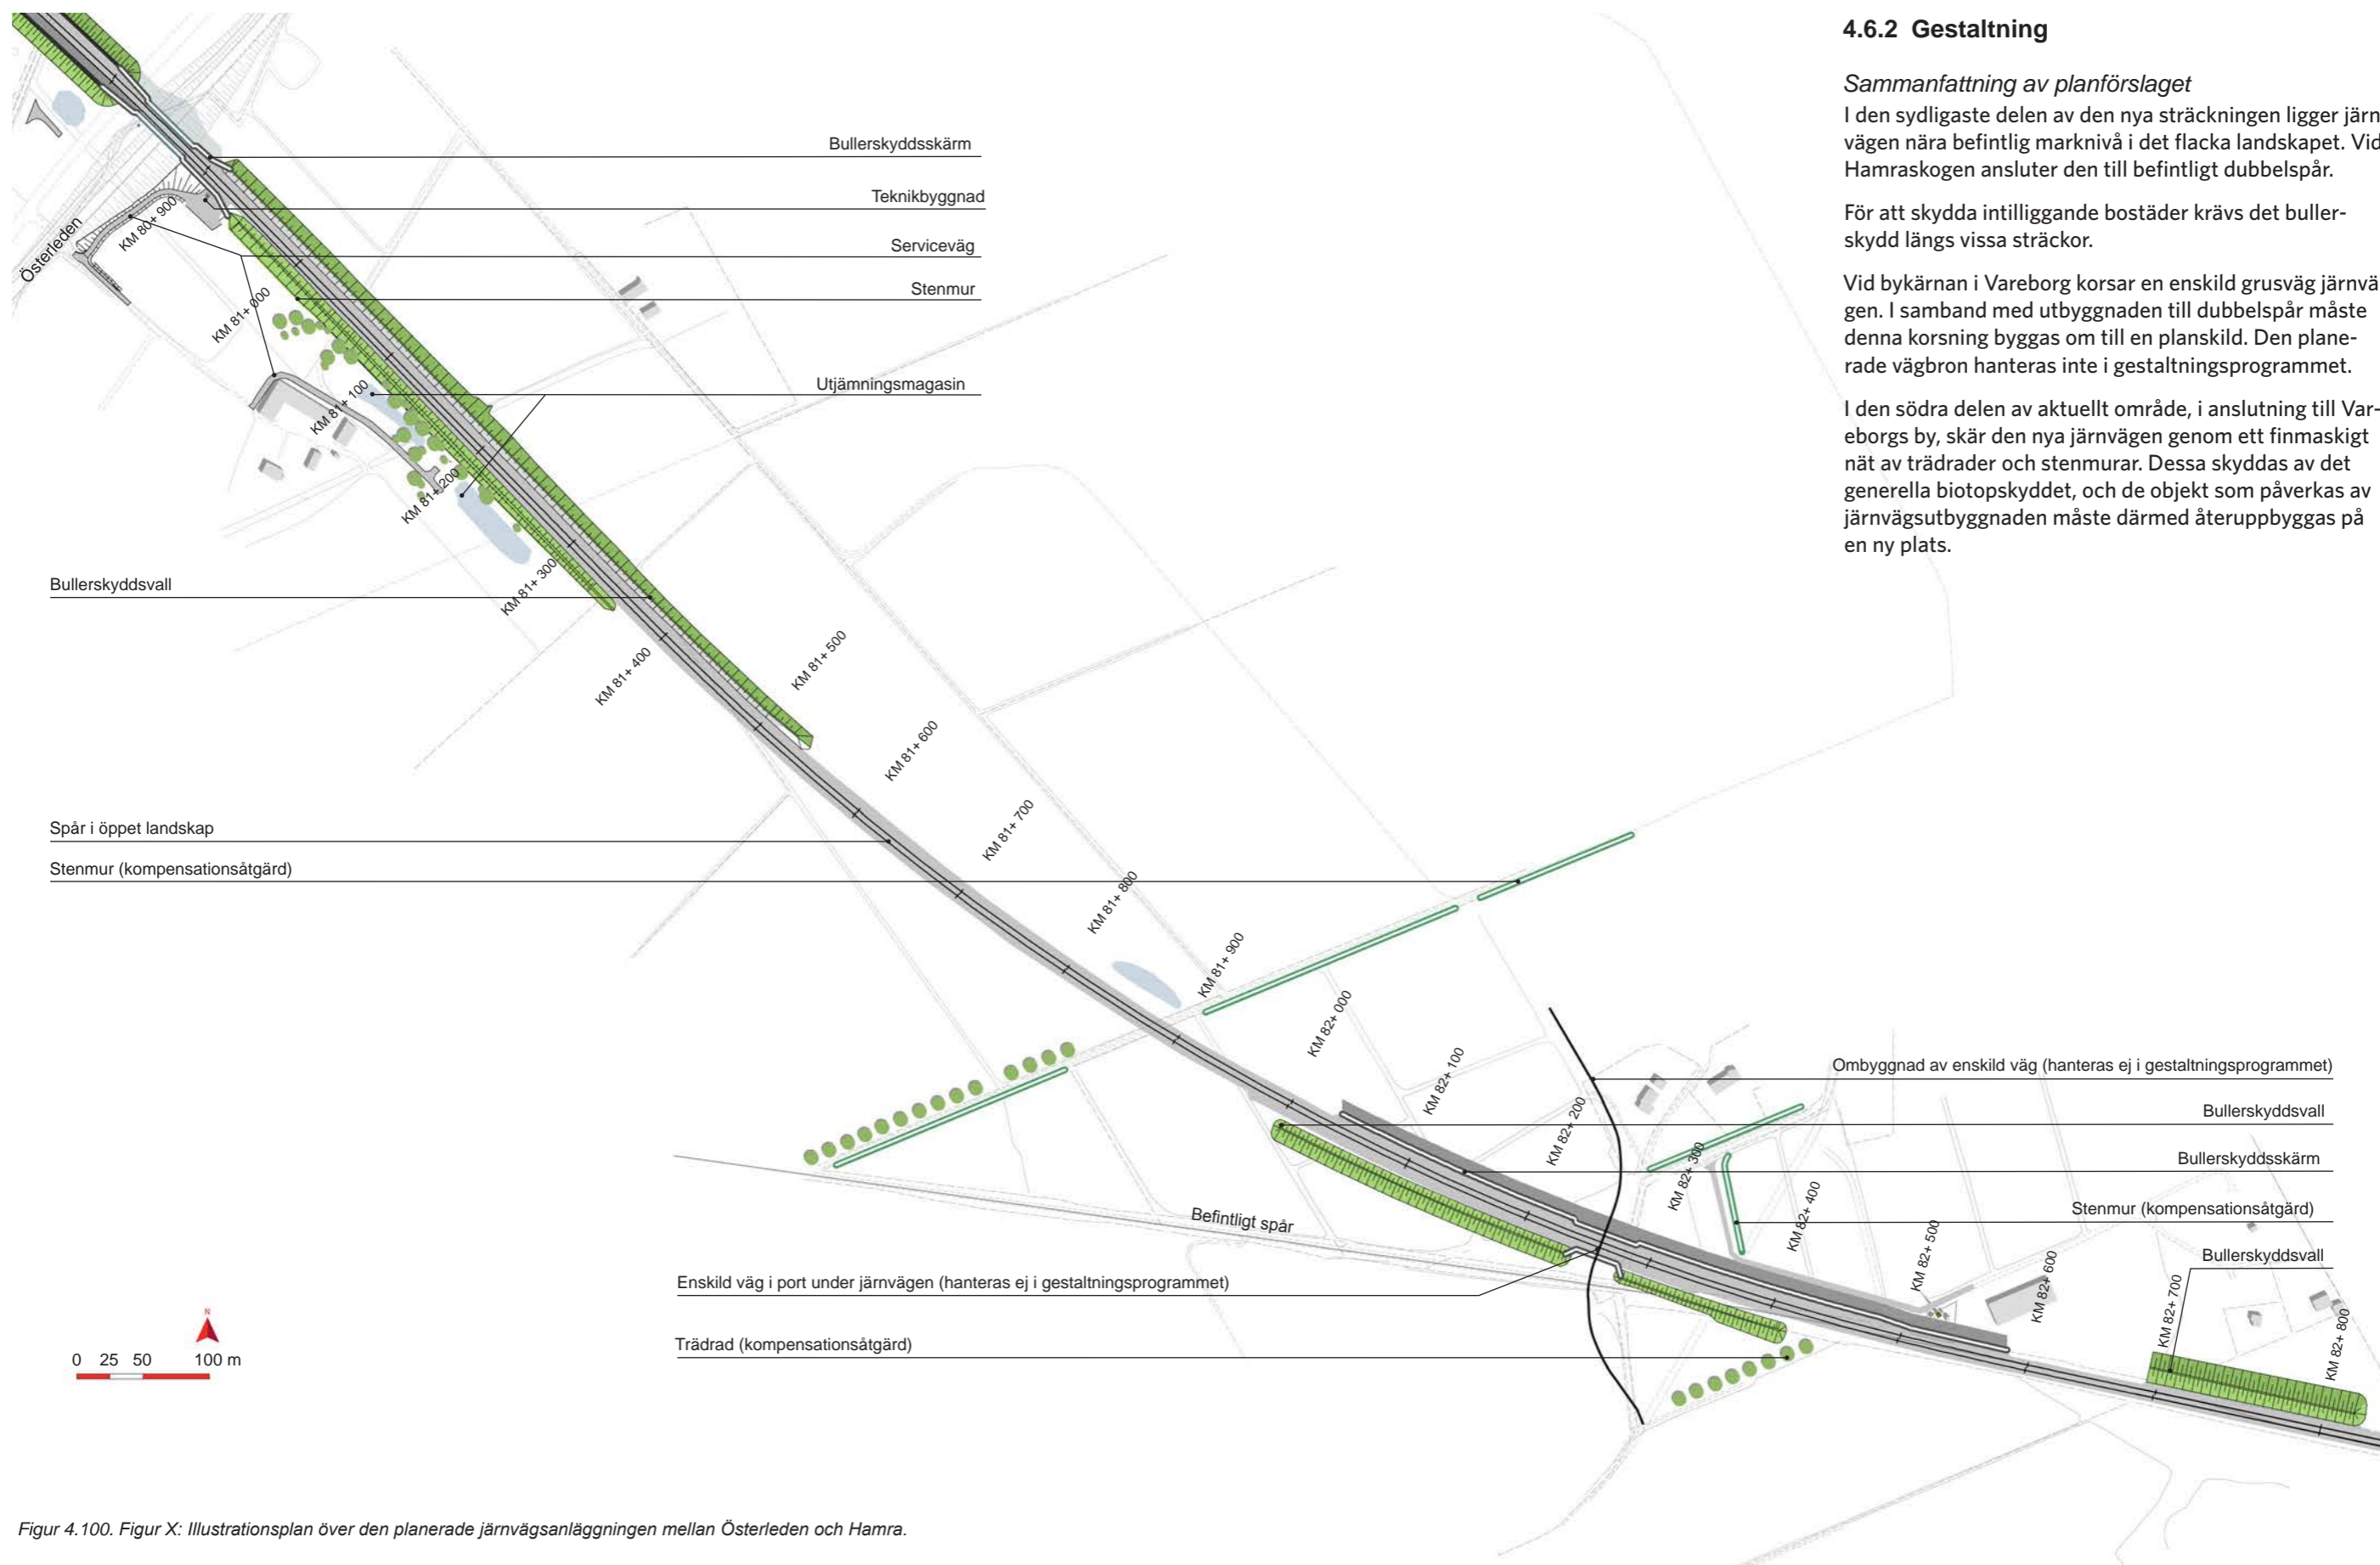 4.6.2 Gestaltning
Sammanfattning av planförslaget
I den sydligaste delen av den nya sträckningen ligger järn
vägen nära befintlig marknivå i det flacka landskapet. Vid
Hamraskogen ansluter den till befintligt dubbelspår.
För att skydda intilliggande bostäder krävs det buller-
skydd längs vissa sträckor.
Vid bykärnan i Vareborg korsar en enskild grusväg järnvä
gen. I samband med utbyggnaden till dubbelspår måste
denna korsning byggas om till en planskild. Den plane-
rade vägbron hanteras inte i gestaltningsprogrammet.
I den södra delen av aktuellt område, i anslutning till Var-
eborgs by, skär den nya järnvägen genom ett finmaskigt
nät av trädrader och stenmurar. Dessa skyddas av det
generella biotopskyddet, och de objekt som påverkas av
järnvägsutbyggnaden måste därmed återuppbyggas på
en ny plats.
Bullerskyddsskärm
Teknikbyggnad
Serviceväg
Stenmur
Utjämningsmagasin
Österleden
KM 80+ 900
KM 81+ 000
KM 81+ 100
KM 81+ 200
KM 81+ 300
KM 81+ 400
KM 81+ 500
KM 81+ 600
KM 81+ 700
KM 81+ 800
KM 81+ 900
KM 82+ 000
KM 82+ 100
KM 82+ 200
KM 82+ 300
KM 82+ 400
KM 82+ 500
KM 82+ 600
KM 82+ 700
KM 82+ 800
Bullerskyddsvall
Spår i öppet landskap
Stenmur (kompensationsåtgärd)
Ombyggnad av enskild väg (hanteras ej i gestaltningsprogrammet)
Bullerskyddsvall
Bullerskyddsskärm
Stenmur (kompensationsåtgärd)
Bullerskyddsvall
Befintligt spår
Enskild väg i port under järnvägen (hanteras ej i gestaltningsprogrammet)
Trädrad (kompensationsåtgärd)
N
0 25 50 100 m
Figur 4.100. Figur X: Illustrationsplan över den planerade järnvägsanläggningen mellan Österleden och Hamra.